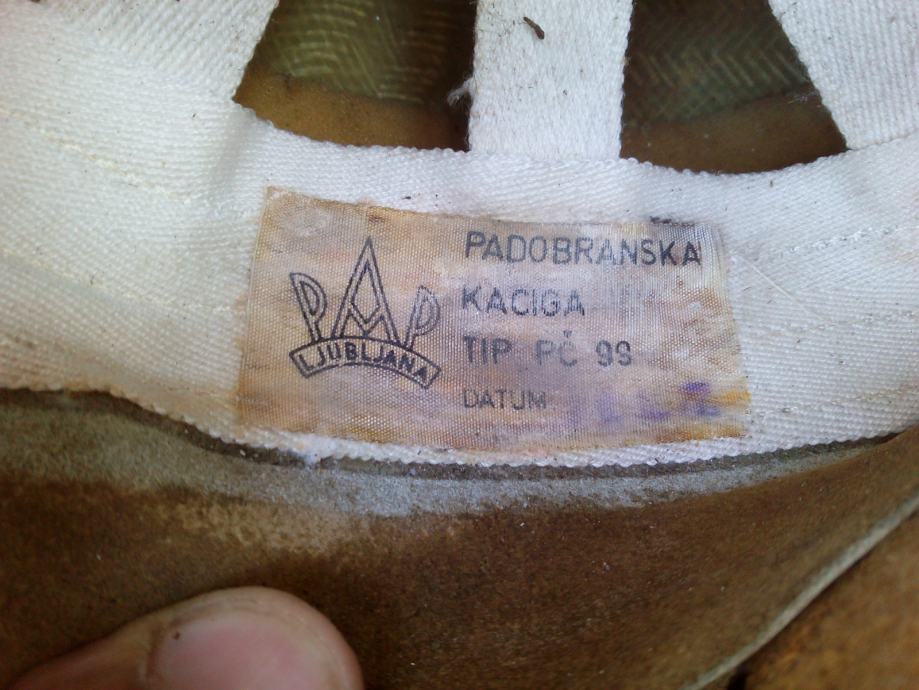 PAP
LJUBLJANA
PADOBRANSKA
KACIGA
TIP PČ 99
DATUM